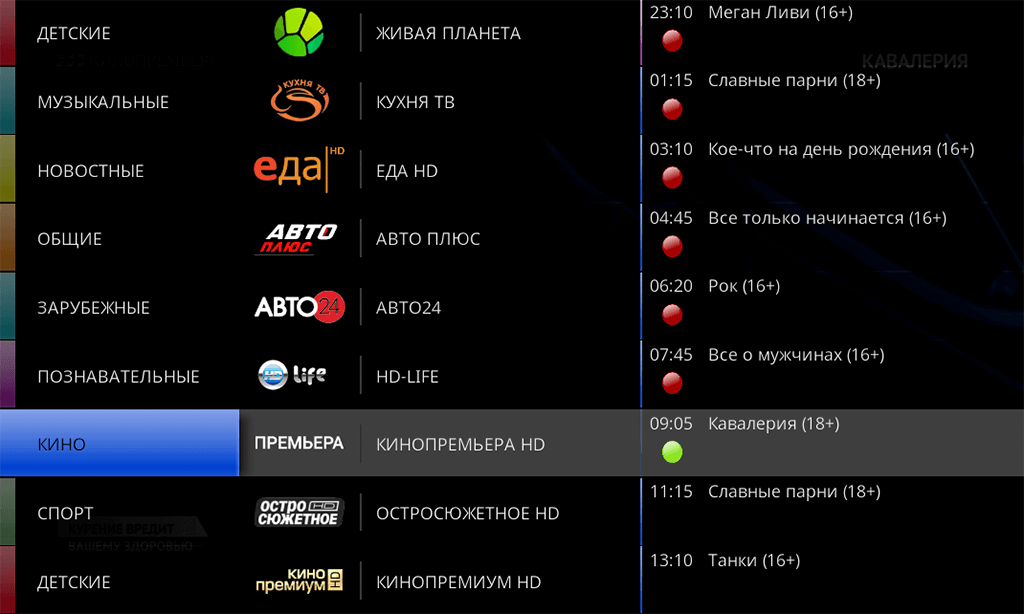 ДЕТСКИЕ
ЖИВАЯ ПЛАНЕТА
23:10 Меган Ливи (16+)
КАВАЛЕРИЯ
МУЗЫКАЛЬНЫЕ
КУХНЯ ТВ
КУХНЯ ТВ
01:15 Славные парни (18+)
НОВОСТНЫЕ
еда HD
ЕДА HD
03:10 Кое-что на день рождения (16+)
ОБЩИЕ
АВТО
ПЛЮС
АВТО ПЛЮС
04:45 Все только начинается (16+)
ЗАРУБЕЖНЫЕ
АВТО24
АВТО24
06:20 Рок (16+)
ПОЗНАВАТЕЛЬНЫЕ
HD Life
HD-LIFE
07:45 Все о мужчинах (16+)
КИНО
ПРЕМЬЕРА
КИНОПРЕМЬЕРА HD
09:05 Кавалерия (18+)
СПОРТ
ОСТРО HD
СЮЖЕТНОЕ
ОСТРОСЮЖЕТНОЕ HD
11:15 Славные парни (18+)
КУРЕНИЕ ВРЕДИТ
ВАШЕМУ ЗДОРОВЬЮ
ДЕТСКИЕ
КИНО
премиум HD
КИНОПРЕМИУМ HD
13:10 Танки (16+)